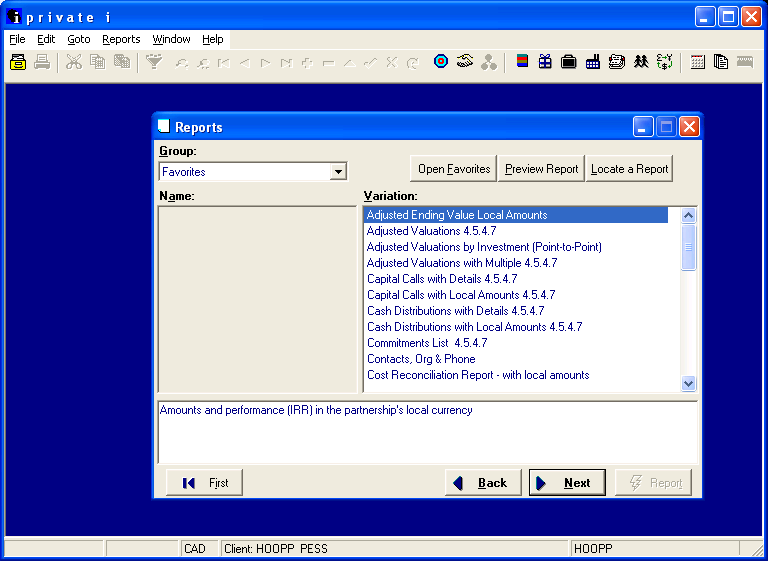 i private i
File Edit Goto Reports Window Help
Reports
Group:
Favorites
Open Favorites Preview Report Locate a Report
Name:
Variation:
Adjusted Ending Value Local Amounts
Adjusted Valuations 4.5.4.7
Adjusted Valuations by Investment (Point-to-Point)
Adjusted Valuations with Multiple 4.5.4.7
Capital Calls with Details 4.5.4.7
Capital Calls with Local Amounts 4.5.4.7
Cash Distributions with Details 4.5.4.7
Cash Distributions with Local Amounts 4.5.4.7
Commitments List 4.5.4.7
Contacts, Org & Phone
Cost Reconciliation Report - with local amounts
Amounts and performance (IRR) in the partnership's local currency
First Back Next Report
CAD Client: HOOPP PESS HOOPP